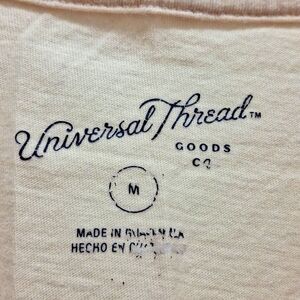 Universal Thread™
GOODS
CO
M
MADE IN
HECHO EN